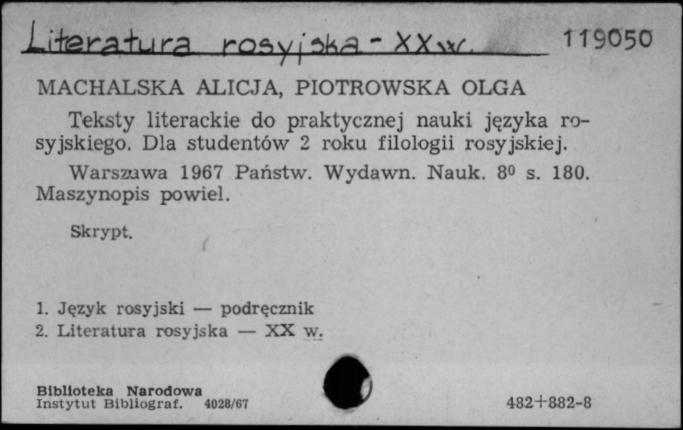 Literatura rosyjska - XX w. 119050
MACHALSKA ALICJA, PIOTROWSKA OLGA
Teksty literackie do praktycznej nauki języka ro-
syjskiego. Dla studentów 2 roku filologii rosyjskiej.
Warszawa 1967 Państw. Wydawn. Nauk. 8⁰ s. 180.
Maszynopis powiel.
Skrypt.
1. Język rosyjski — podręcznik
2. Literatura rosyjska — XX w.
Biblioteka Narodowa
Instytut Bibliograf. 4028/67 482+882-8